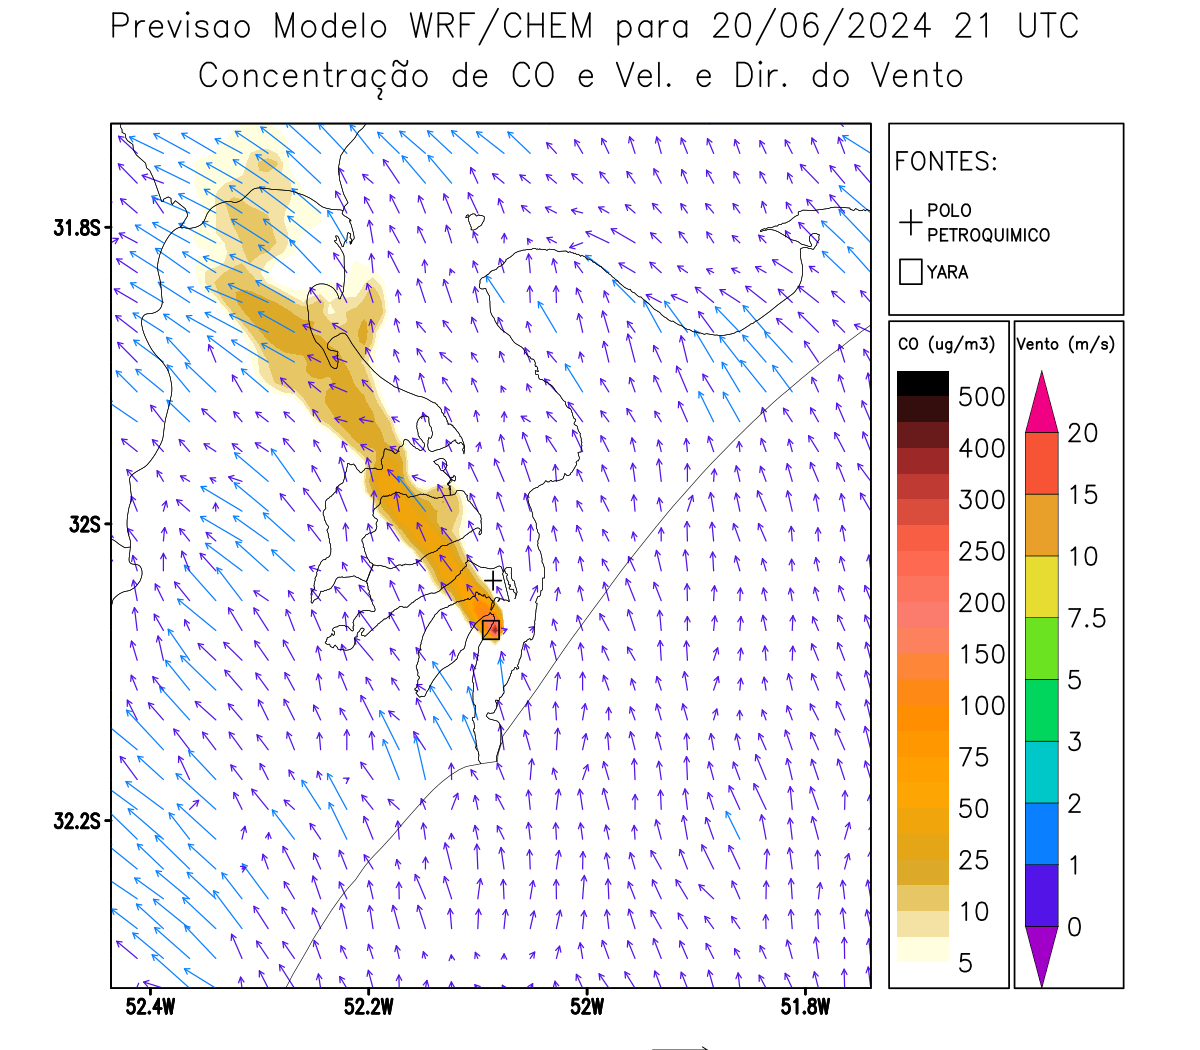 Previsao Modelo WRF/CHEM para 20/06/2024 21 UTC
Concentração de CO e Vel. e Dir. do Vento
FONTES:
POLO
PETROQUIMICO
YARA
CO (ug/m3)
500
400
300
250
200
150
100
75
50
25
10
5
Vento (m/s)
20
15
10
7.5
5
3
2
1
0
31.8S
32S
32.2S
52.4W
52.2W
52W
51.8W